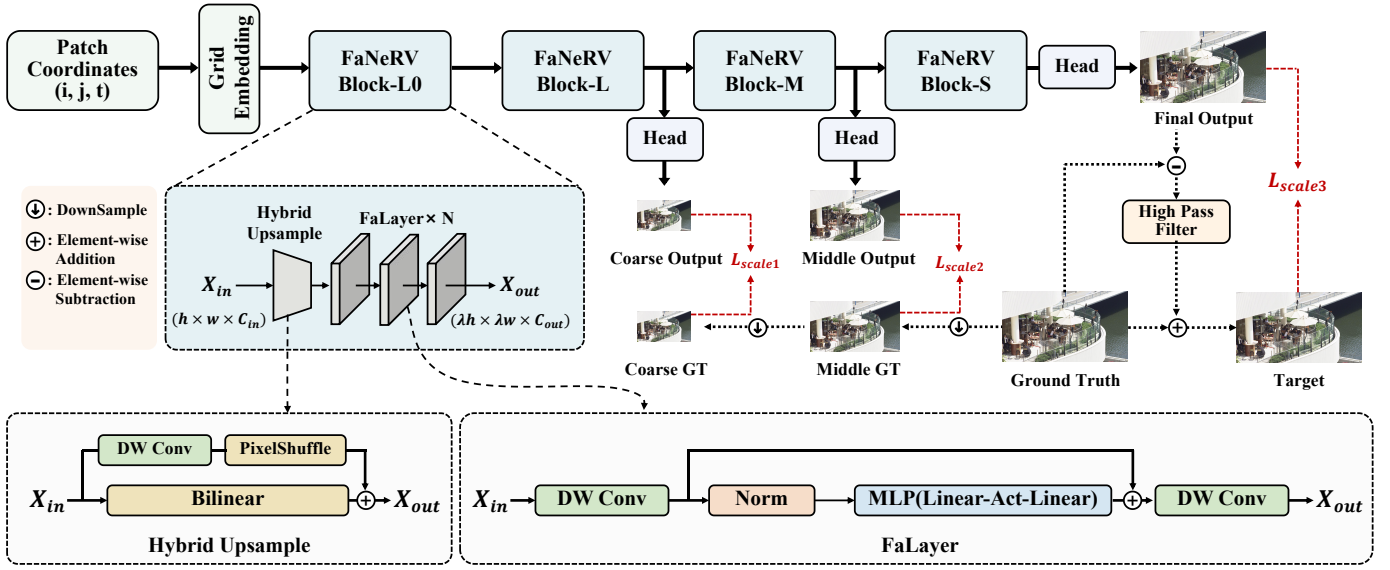 Patch
Coordinates
(i, j, t)
Grid
Embedding
FaNeRV
Block-L0
FaNeRV
Block-L
FaNeRV
Block-M
FaNeRV
Block-S
Head
Head
Head
Final Output
: DownSample
: Element-wise
Addition
: Element-wise
Subtraction
Hybrid
Upsample
FaLayer× N
X_in
X_out
(h × w × C_in)
(λh × λw × C_out)
Coarse Output
L_scale1
Middle Output
L_scale2
High Pass
Filter
L_scale3
Coarse GT
Middle GT
Ground Truth
Target
DW Conv
PixelShuffle
X_in
Bilinear
X_out
Hybrid Upsample
X_in
DW Conv
Norm
MLP(Linear-Act-Linear)
DW Conv
X_out
FaLayer